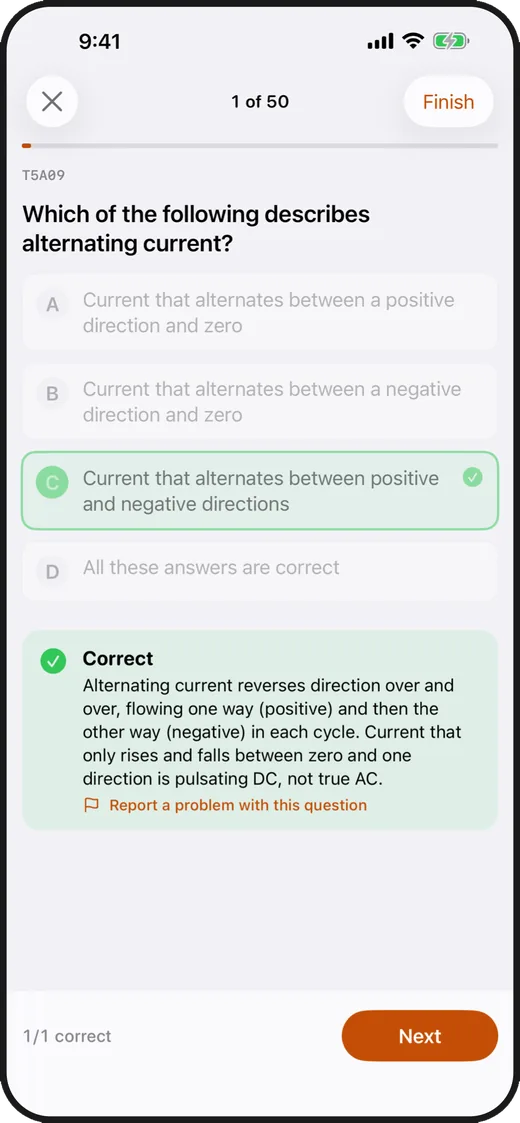 9:41
1 of 50
Finish
T5A09
Which of the following describes
alternating current?
A
Current that alternates between a positive
direction and zero
B
Current that alternates between a negative
direction and zero
C
Current that alternates between positive
and negative directions
D
All these answers are correct
Correct
Alternating current reverses direction over and
over, flowing one way (positive) and then the
other way (negative) in each cycle. Current that
only rises and falls between zero and one
direction is pulsating DC, not true AC.
Report a problem with this question
1/1 correct
Next